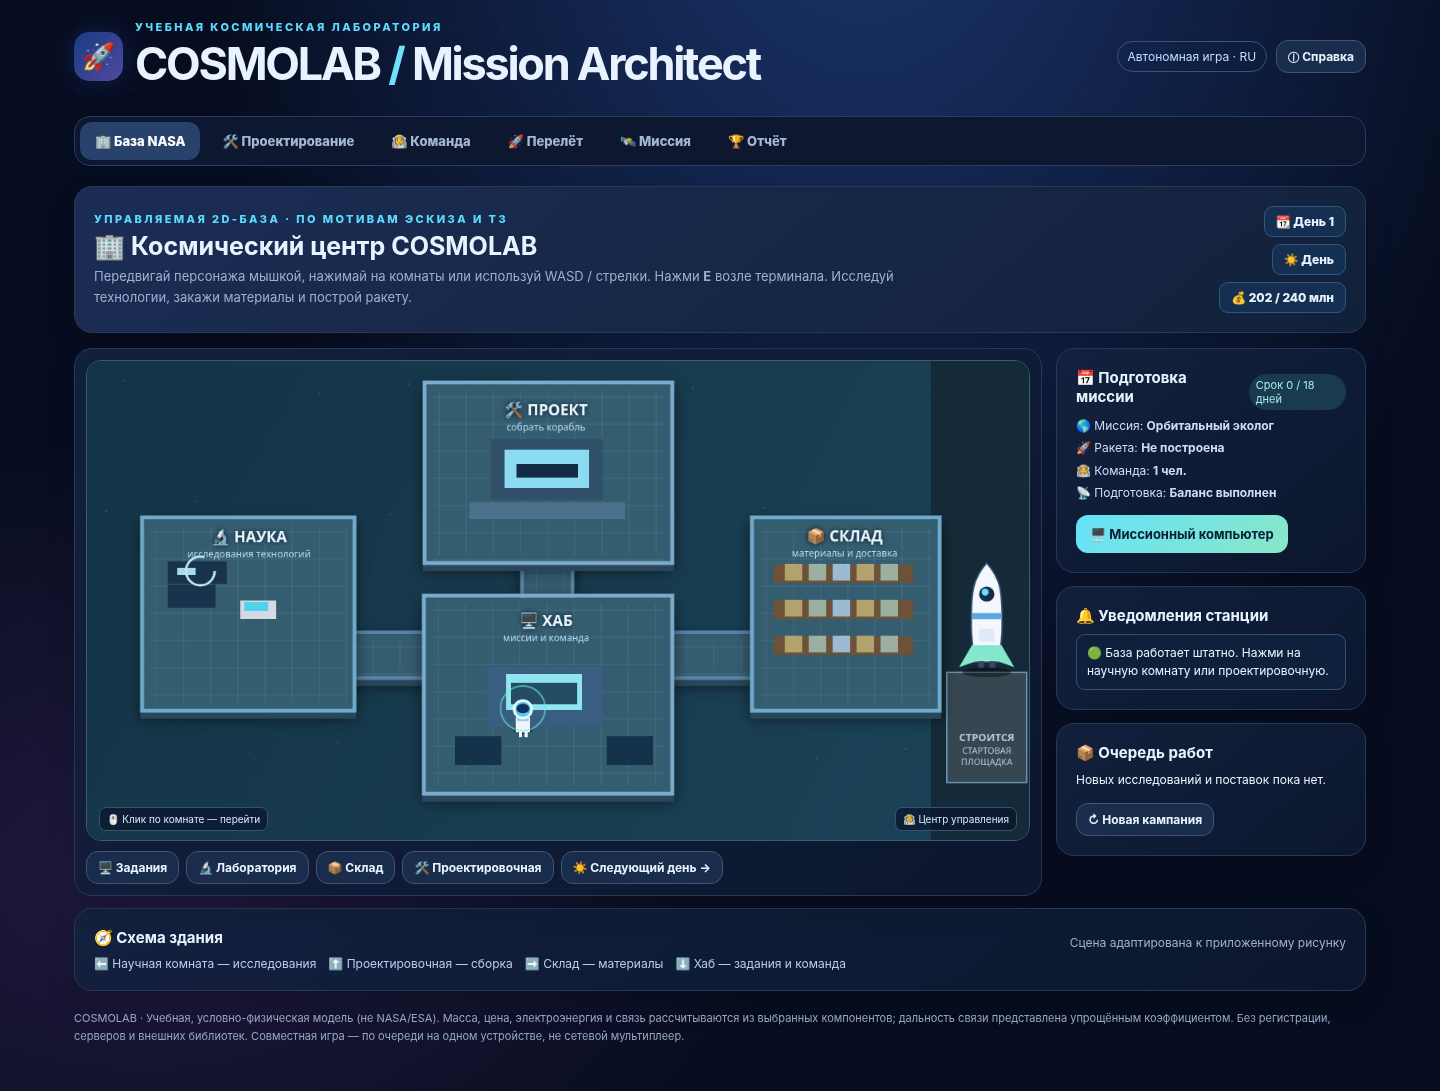 УЧЕБНАЯ КОСМИЧЕСКАЯ ЛАБОРАТОРИЯ
COSMOLAB / Mission Architect
Автономная игра · RU
ⓘ Справка
База NASA
Проектирование
Команда
Перелёт
Миссия
Отчёт
УПРАВЛЯЕМАЯ 2D-БАЗА · ПО МОТИВАМ ЭСКИЗА И ТЗ
Космический центр COSMOLAB
Передвигай персонажа мышкой, нажимай на комнаты или используй WASD / стрелки. Нажми E возле терминала. Исследуй
технологии, закажи материалы и построй ракету.
День 1
День
202 / 240 млн
ПРОЕКТ
собрать корабль
НАУКА
исследования технологий
СКЛАД
материалы и доставка
ХАБ
миссии и команда
СТРОИТСЯ
СТАРТОВАЯ
ПЛОЩАДКА
Клик по комнате — перейти
Центр управления
Задания
Лаборатория
Склад
Проектировочная
Следующий день →
Подготовка
миссии
Срок 0 / 18
дней
Миссия: Орбитальный эколог
Ракета: Не построена
Команда: 1 чел.
Подготовка: Баланс выполнен
Миссионный компьютер
Уведомления станции
База работает штатно. Нажми на
научную комнату или проектировочную.
Очередь работ
Новых исследований и поставок пока нет.
↻ Новая кампания
Схема здания
Научная комната — исследования
Проектировочная — сборка
Склад — материалы
Хаб — задания и команда
Сцена адаптирована к приложенному рисунку
COSMOLAB · Учебная, условно-физическая модель (не NASA/ESA). Масса, цена, электроэнергия и связь рассчитываются из выбранных компонентов; дальность связи представлена упрощённым коэффициентом. Без регистрации,
серверов и внешних библиотек. Совместная игра — по очереди на одном устройстве, не сетевой мультиплеер.